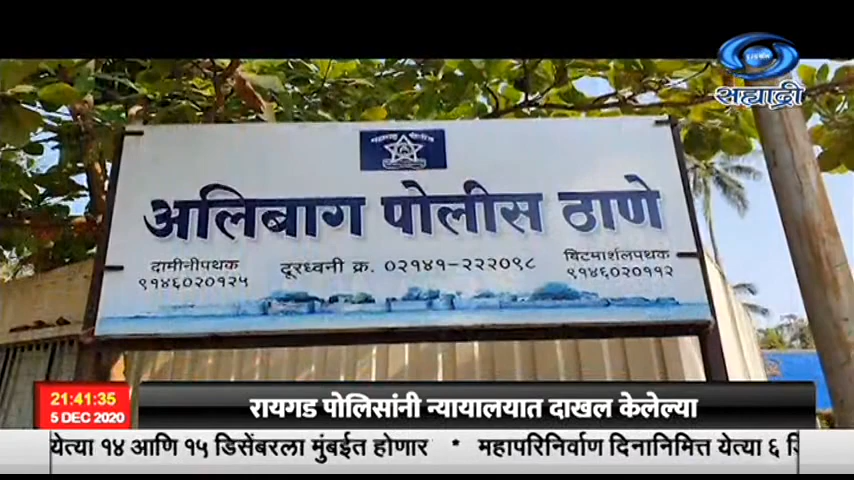 सह्याद्री
अलिबाग पोलीस ठाणे
दामीनीपथक
९१४६०२०१२५
दूरध्वनी क्र. ०२१४१-२२२०९८
बिटमार्शलपथक
९१४६०२०११२
21:41:35
5 DEC 2020
रायगड पोलिसांनी न्यायालयात दाखल केलेल्या
येत्या १४ आणि १५ डिसेंबरला मुंबईत होणार * महापरिनिर्वाण दिनानिमित्त येत्या ६